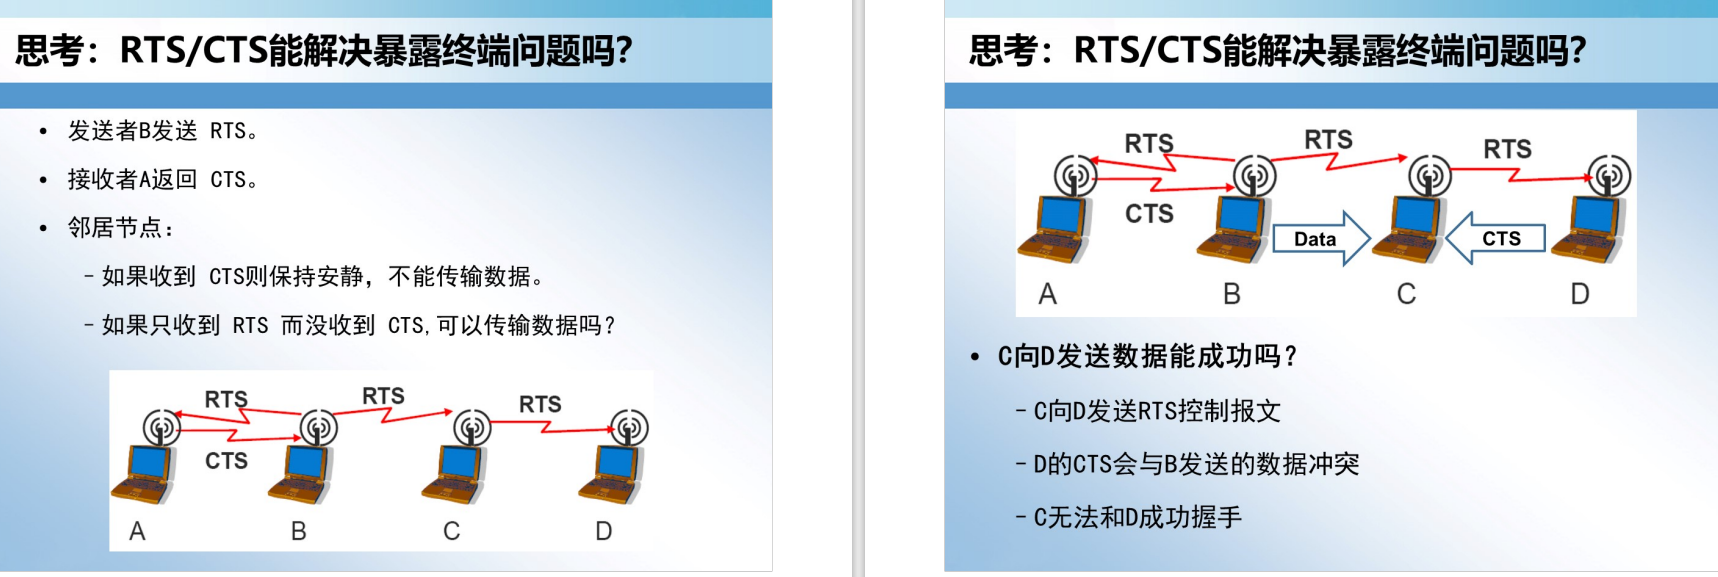 思考：RTS/CTS能解决暴露终端问题吗？
• 发送者B发送 RTS。
• 接收者A返回 CTS。
• 邻居节点：
– 如果收到 CTS则保持安静，不能传输数据。
– 如果只收到 RTS 而没收到 CTS,可以传输数据吗？
RTS RTS RTS
CTS
A B C D
思考：RTS/CTS能解决暴露终端问题吗？
RTS RTS RTS
CTS
Data CTS
A B C D
• C向D发送数据能成功吗？
– C向D发送RTS控制报文
– D的CTS会与B发送的数据冲突
– C无法和D成功握手